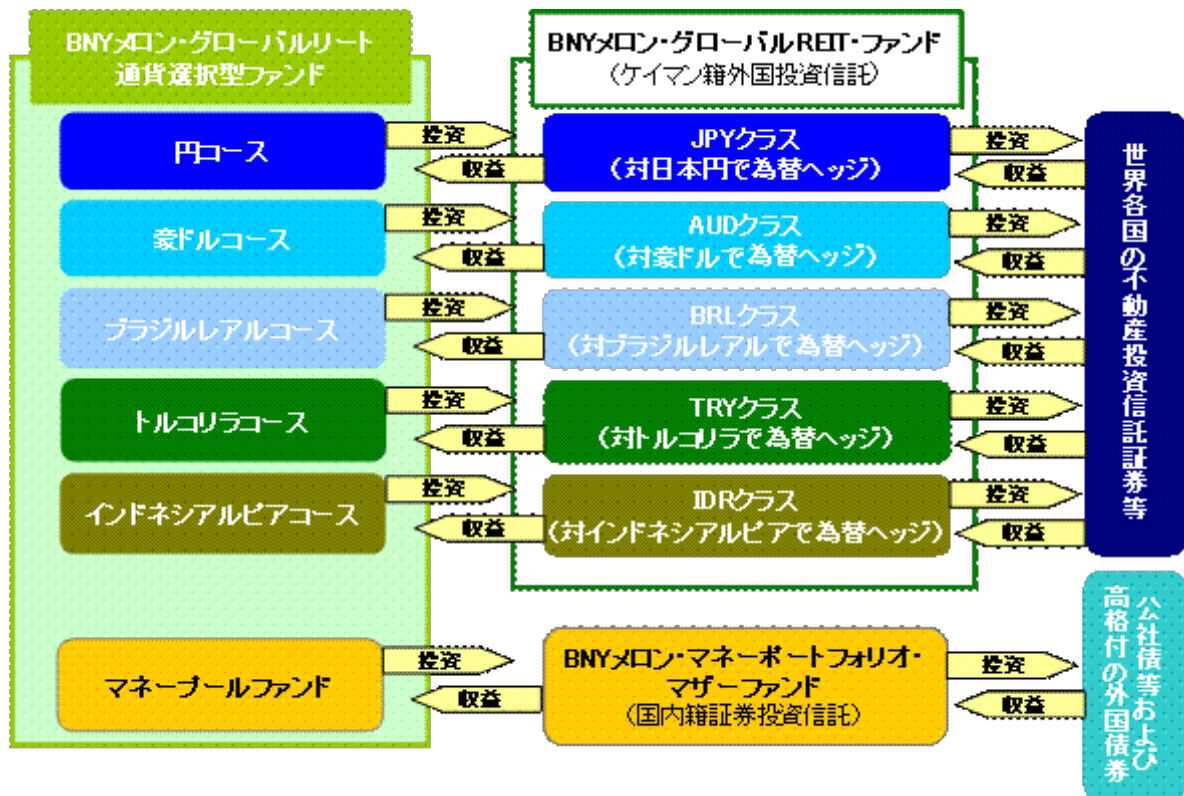 BNYメロン・グローバルリート
通貨選択型ファンド
BNYメロン・グローバルREIT・ファンド
(ケイマン籍外国投資信託)
円コース
投資
収益
JPYクラス
(対日本円で為替ヘッジ)
投資
収益
豪ドルコース
投資
収益
AUDクラス
(対豪ドルで為替ヘッジ)
投資
収益
ブラジルレアルコース
投資
収益
BRLクラス
(対ブラジルレアルで為替ヘッジ)
投資
収益
トルコリラコース
投資
収益
TRYクラス
(対トルコリラで為替ヘッジ)
投資
収益
インドネシアルピアコース
投資
収益
IDRクラス
(対インドネシアルピアで為替ヘッジ)
投資
収益
世界各国の不動産投資信託証券等
マネープールファンド
投資
収益
BNYメロン・マネーポートフォリオ・
マザーファンド
(国内籍証券投資信託)
投資
収益
公社債等および
高格付の外国債券